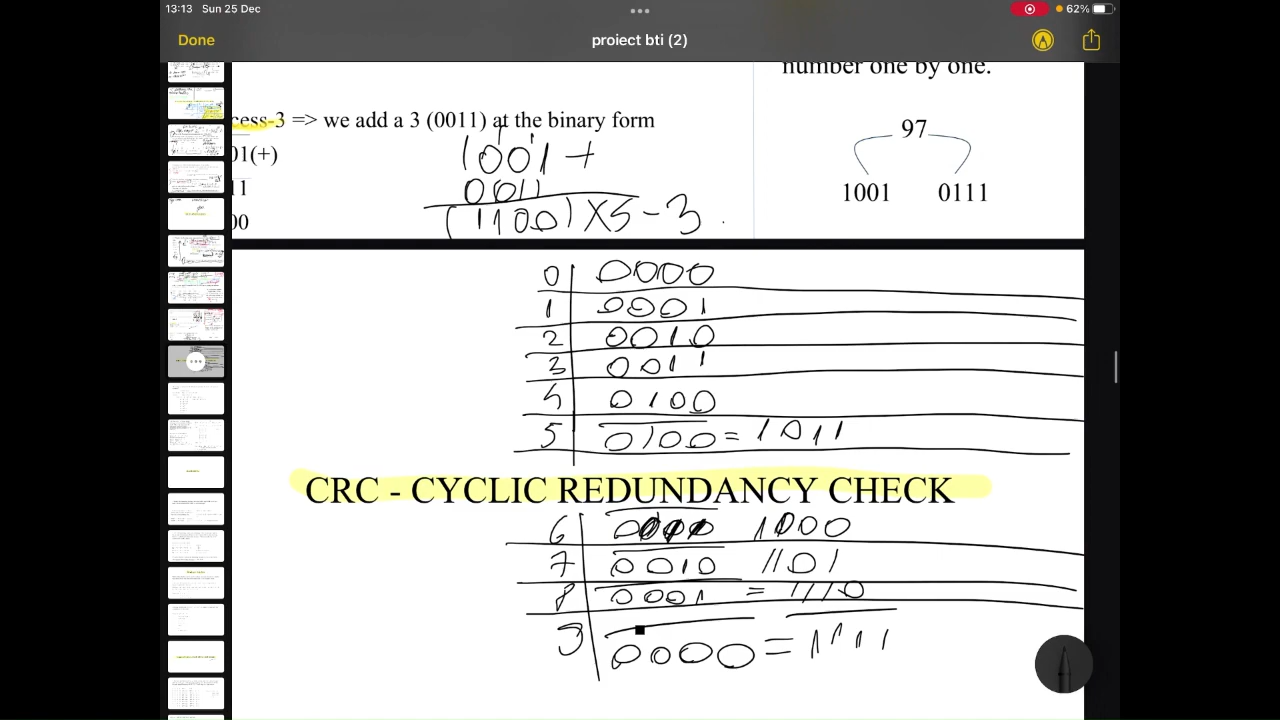 13:13 Sun 25 Dec
62%
Done
proiect bti (2)
number one by one.
cess-3 => we add a 3 (0011) at the binary form
01(+)
11
00
1001 +
0011
(1100) X5-3
97
1001 0111
0 0000
1 0001
2 0010
3 0011
5 0100
5 0100 = 1011
CRC - CYCLIC REDUNDANCY CHECK
6 1000
7 0010 1101
8 0001 = 1110
9 0000 = 1111